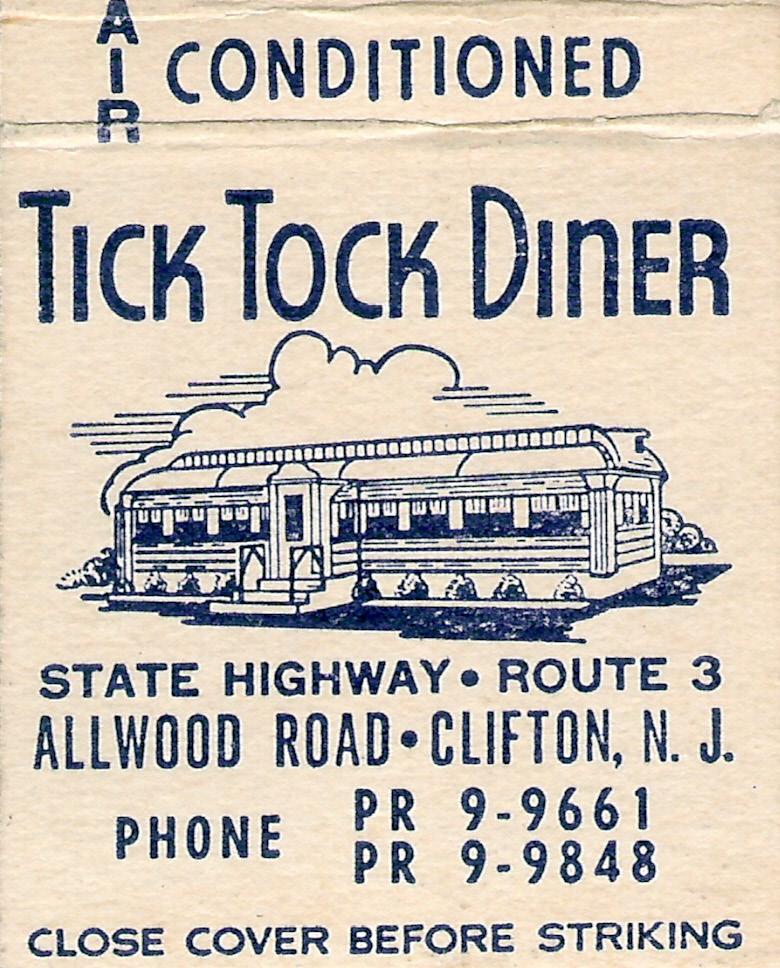 AIR CONDITIONED
TICK TOCK DINER
STATE HIGHWAY • ROUTE 3
ALLWOOD ROAD • CLIFTON, N. J.
PHONE PR 9-9661
PR 9-9848
CLOSE COVER BEFORE STRIKING